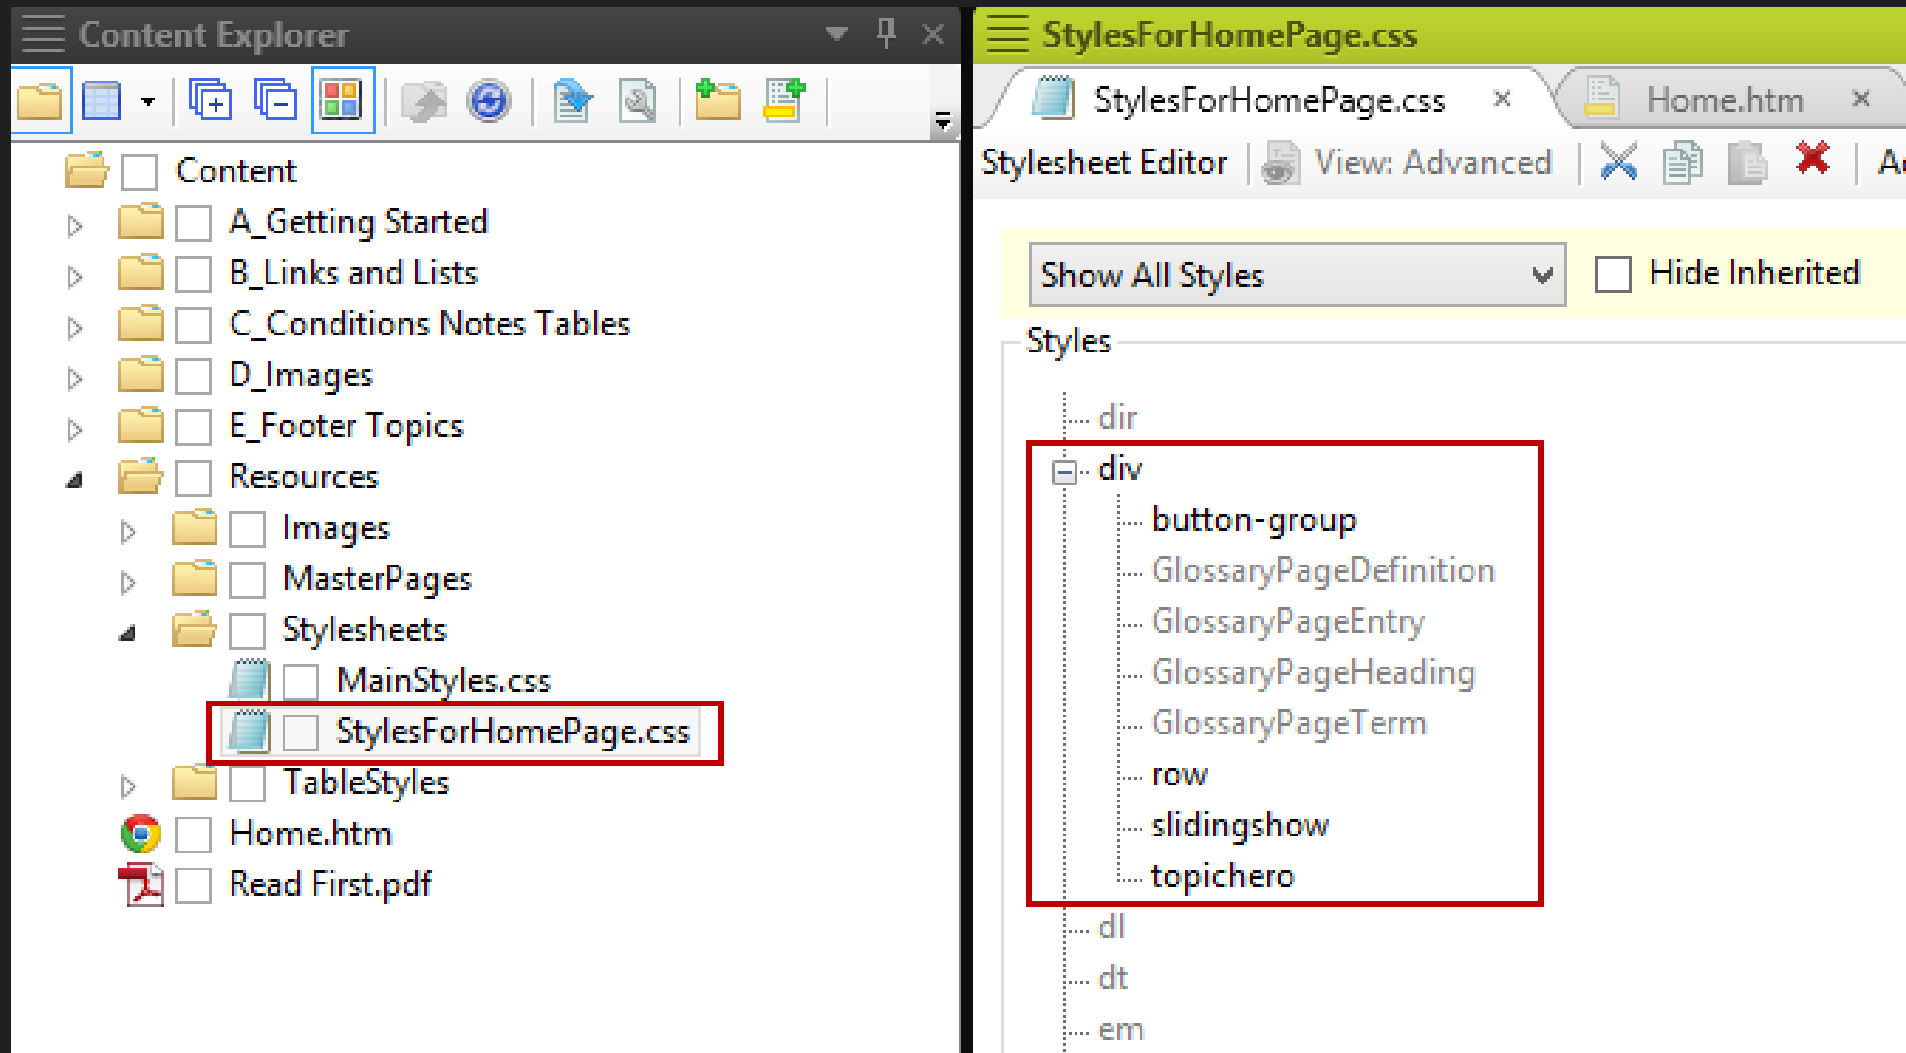 Content Explorer
Content
A_Getting Started
B_Links and Lists
C_Conditions Notes Tables
D_Images
E_Footer Topics
Resources
Images
MasterPages
Stylesheets
MainStyles.css
StylesForHomePage.css
TableStyles
Home.htm
Read First.pdf
StylesForHomePage.css
StylesForHomePage.css Home.htm
Stylesheet Editor View: Advanced
Show All Styles Hide Inherited
Styles
dir
div
button-group
GlossaryPageDefinition
GlossaryPageEntry
GlossaryPageHeading
GlossaryPageTerm
row
slidingshow
topichero
dl
dt
em